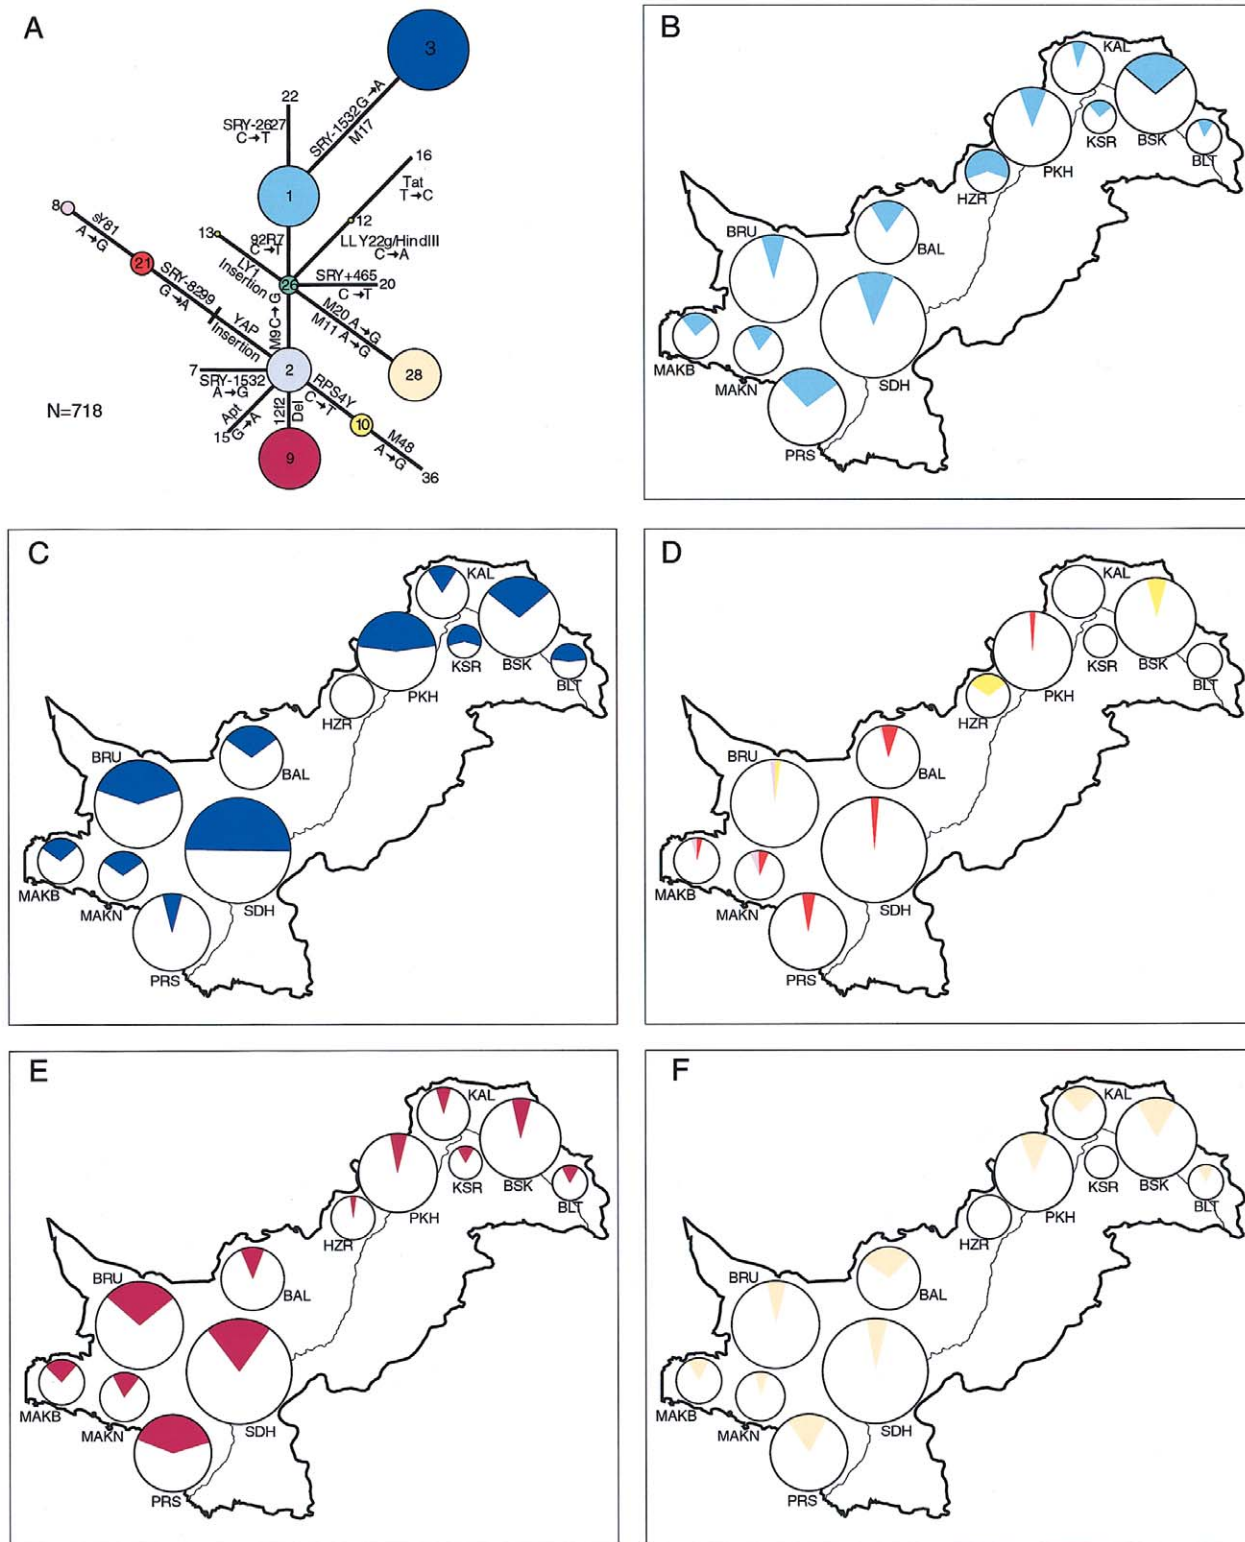 A
3
22
SRY-2627
C→T
SRY-1532 G→A
M17
16
Tat
T→C
1
8
sY81
A→G
13
12
92R7
C→T
LLY22g/HindIII
C→A
LY1
Insertion
21
SRY-8299
G→A
26
SRY+465
C→T
20
YAP
Insertion
M9 C→G
M20 A→G
M11 A→G
7
SRY-1532
A→G
2
28
RPS4Y
C→T
N=718
Apt
G→A
15
12f2
Del
10
M48
A→G
36
9
B
KAL
KSR
BSK
BLT
PKH
HZR
BRU
BAL
MAKB
MAKN
SDH
PRS
C
KAL
KSR
BSK
BLT
PKH
HZR
BRU
BAL
MAKB
MAKN
SDH
PRS
D
KAL
KSR
BSK
BLT
PKH
HZR
BRU
BAL
MAKB
MAKN
SDH
PRS
E
KAL
KSR
BSK
BLT
PKH
HZR
BRU
BAL
MAKB
MAKN
SDH
PRS
F
KAL
KSR
BSK
BLT
PKH
HZR
BRU
BAL
MAKB
MAKN
SDH
PRS